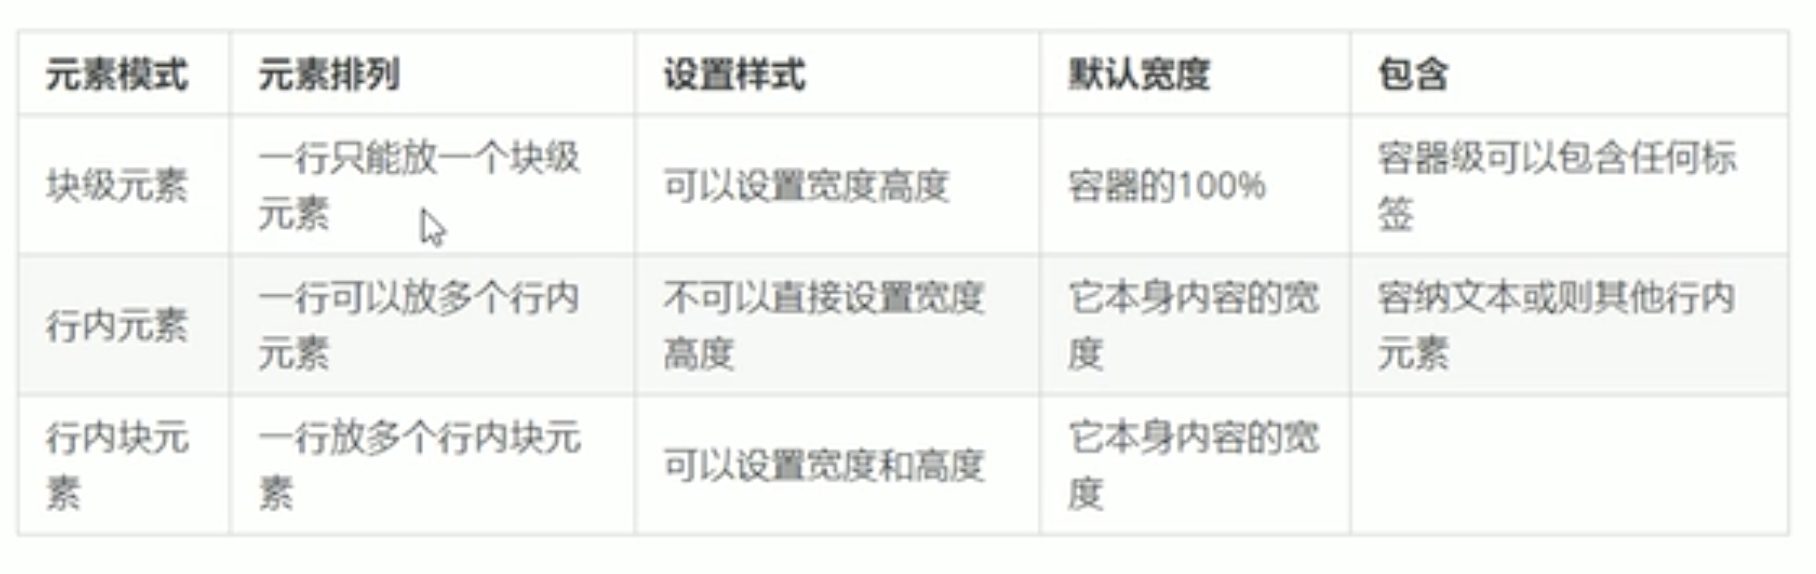 元素模式 元素排列 设置样式 默认宽度 包含
块级元素 一行只能放一个块级元素 可以设置宽度高度 容器的100% 容器级可以包含任何标签
行内元素 一行可以放多个行内元素 不可以直接设置宽度高度 它本身内容的宽度 容纳文本或则其他行内元素
行内块元素 一行放多个行内块元素 可以设置宽度和高度 它本身内容的宽度